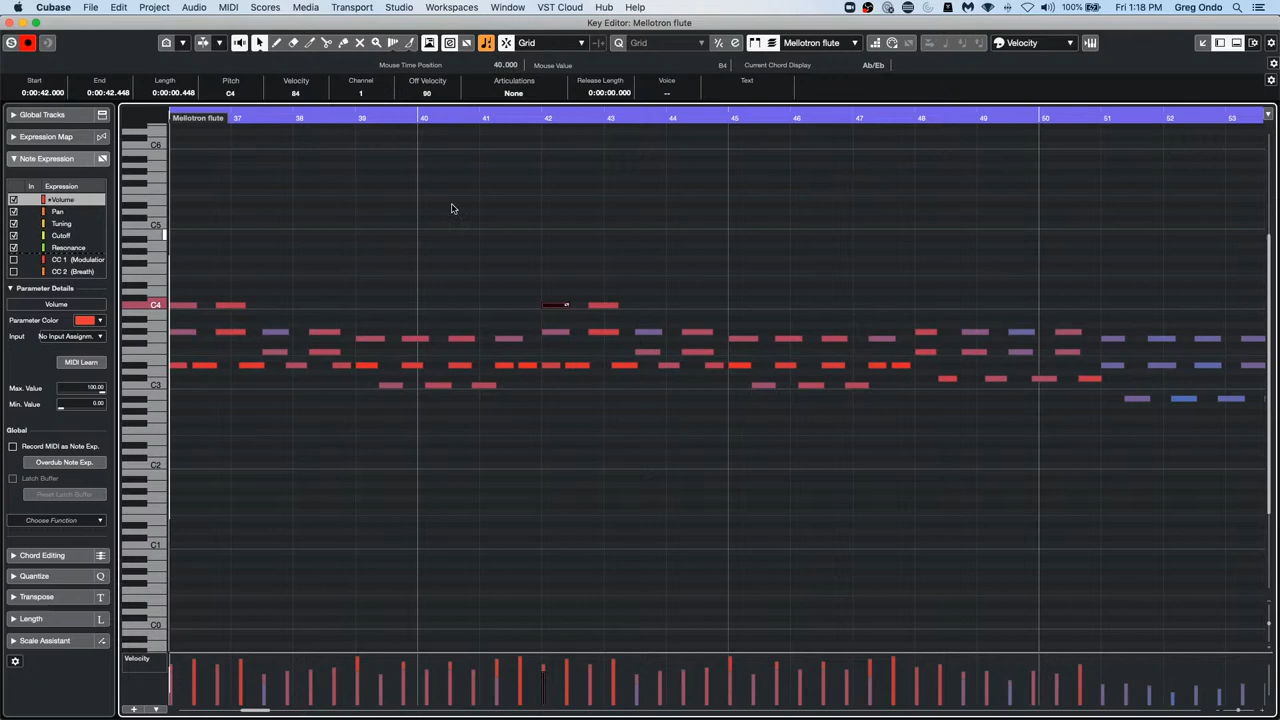 Cubase File Edit Project Audio MIDI Scores Media Transport Studio Workspaces Window VST Cloud Hub Help 100% Fri 1:18 PM Greg Ondo
Key Editor: Mellotron flute
Grid Grid Mellotron flute Velocity
Mouse Time Position 40.000 Mouse Value B4 Current Chord Display Ab/Eb
Start End Length Pitch Velocity Channel Off Velocity Articulations Release Length Voice Text
0:00:42.000 0:00:42.448 0:00:00.448 C4 84 1 90 None 0:00:00.000 --
Global Tracks
Mellotron flute 37 38 39 40 41 42 43 44 45 46 47 48 49 50 51 52 53
Expression Map
Note Expression
In Expression
Volume
Pan
Tuning
Cutoff
Resonance
CC 1 (Modulation
CC 2 (Breath)
Parameter Details
Volume
Parameter Color
Input No Input Assignm.
MIDI Learn
Max. Value 100.00
Min. Value 0.00
Global
Record MIDI as Note Exp.
Overdub Note Exp.
Latch Buffer
Reset Latch Buffer
Choose Function
Chord Editing
Quantize Q
Transpose T
Length L
Scale Assistant
C6
C5
C4
C3
C2
C1
C0
Velocity